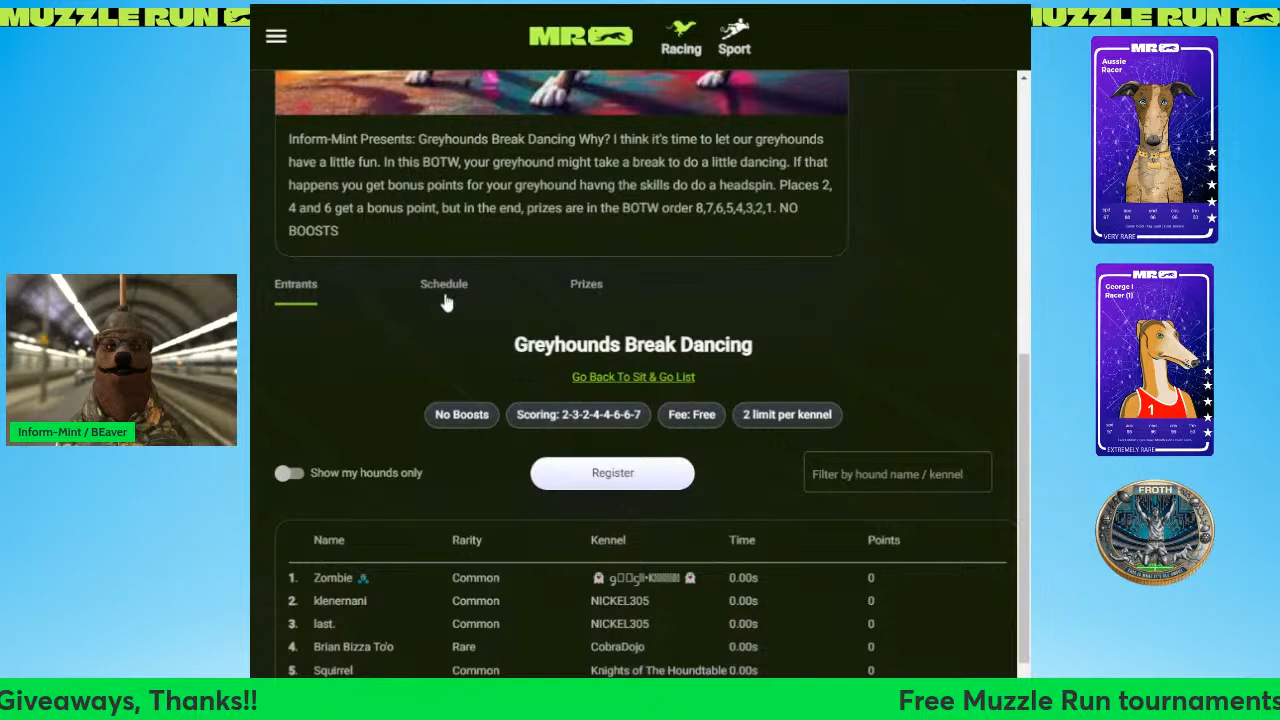 MUZZLE RUN
MUZZLE RUN
MR
Racing
Sport
Inform-Mint Presents: Greyhounds Break Dancing Why? I think it's time to let our greyhounds
have a little fun. In this BOTW, your greyhound might take a break to do a little dancing. If that
happens you get bonus points for your greyhound havng the skills do do a headspin. Places 2,
4 and 6 get a bonus point, but in the end, prizes are in the BOTW order 8,7,6,5,4,3,2,1. NO
BOOSTS
Entrants
Schedule
Prizes
Greyhounds Break Dancing
Go Back To Sit & Go List
No Boosts
Scoring: 2-3-2-4-4-6-6-7
Fee: Free
2 limit per kennel
Show my hounds only
Register
Filter by hound name / kennel
Name Rarity Kennel Time Points
1. Zombie Common 0.00s 0
2. klenernani Common NICKEL305 0.00s 0
3. last. Common NICKEL305 0.00s 0
4. Brian Bizza To'o Rare CobraDojo 0.00s 0
5. Squirrel Common Knights of The Houndtable 0.00s 0
Inform-Mint / BEaver
MR
Aussie
Racer
VERY RARE
MR
George I
Racer (1)
1
EXTREMELY RARE
FROTH
Giveaways, Thanks!!
Free Muzzle Run tournaments